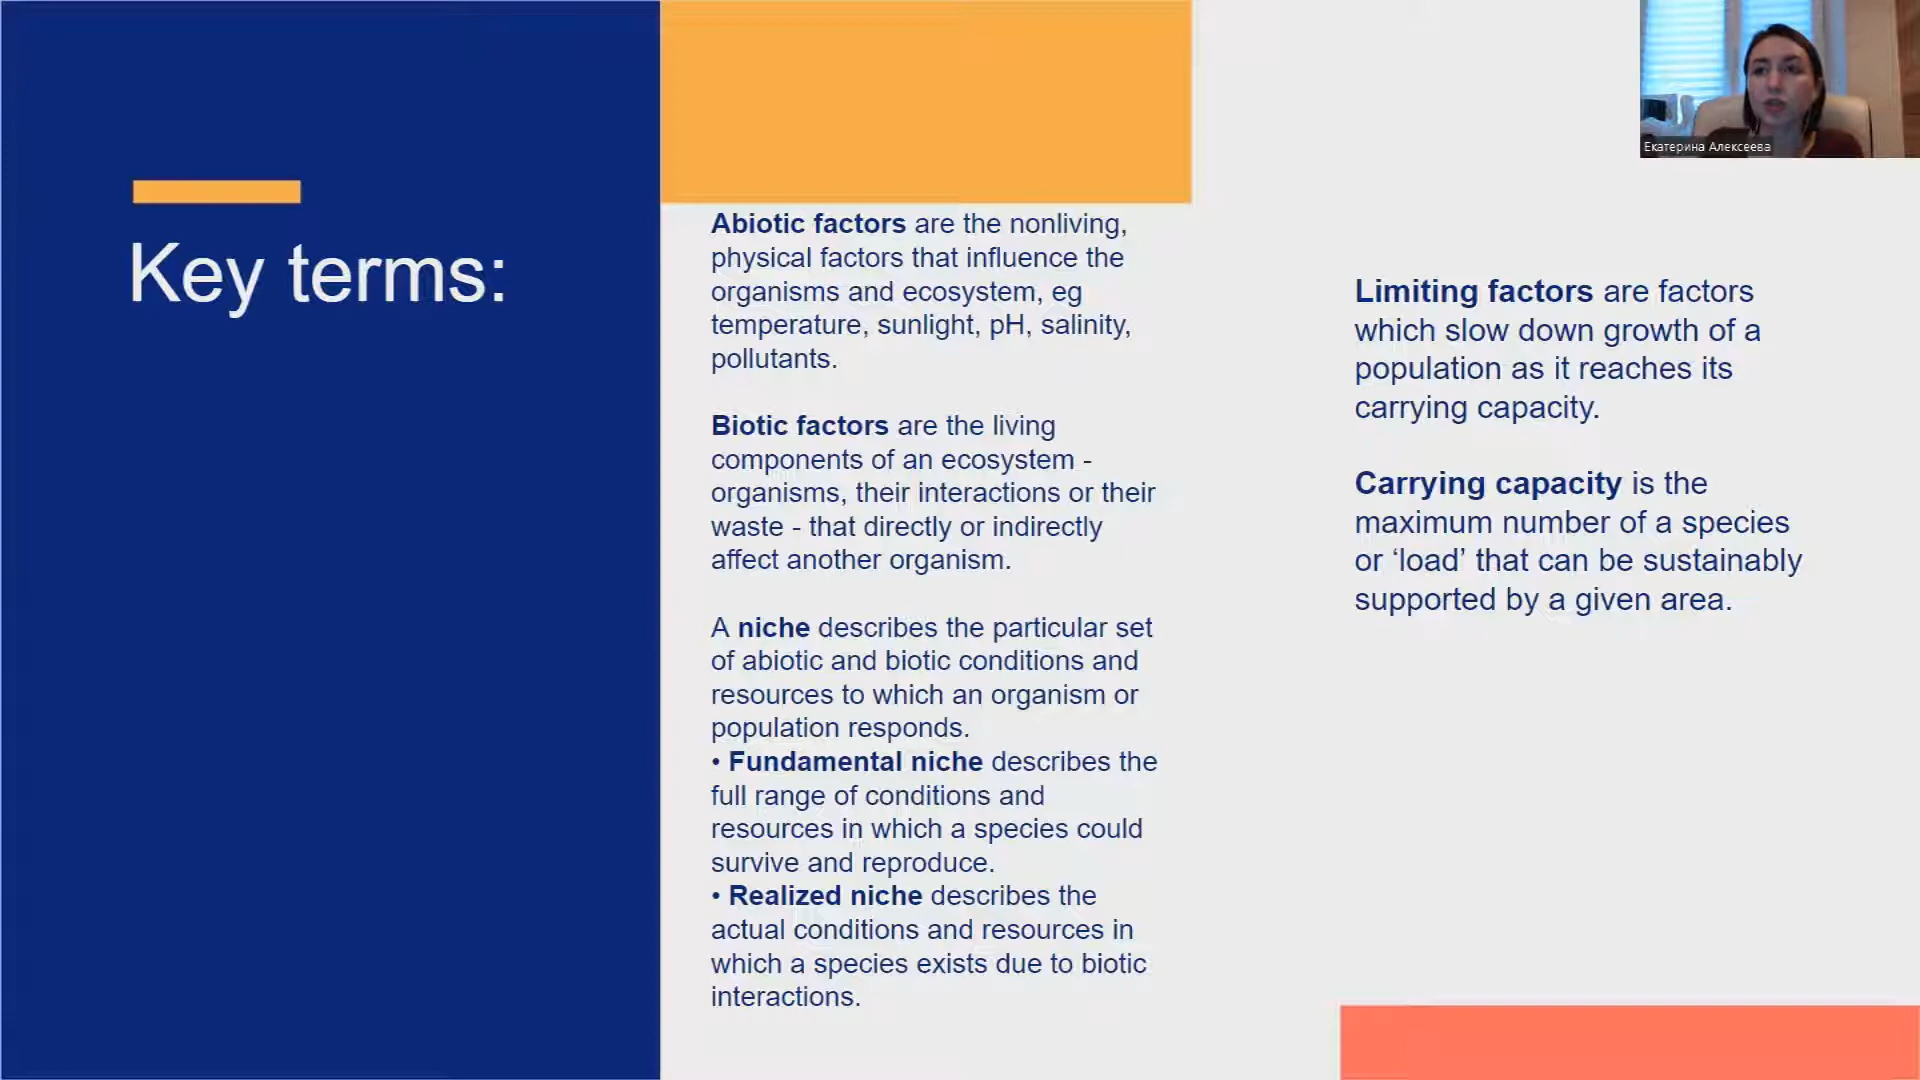 Key terms:
Abiotic factors are the nonliving,
physical factors that influence the
organisms and ecosystem, eg
temperature, sunlight, pH, salinity,
pollutants.
Biotic factors are the living
components of an ecosystem -
organisms, their interactions or their
waste - that directly or indirectly
affect another organism.
A niche describes the particular set
of abiotic and biotic conditions and
resources to which an organism or
population responds.
• Fundamental niche describes the
full range of conditions and
resources in which a species could
survive and reproduce.
• Realized niche describes the
actual conditions and resources in
which a species exists due to biotic
interactions.
Limiting factors are factors
which slow down growth of a
population as it reaches its
carrying capacity.
Carrying capacity is the
maximum number of a species
or ‘load’ that can be sustainably
supported by a given area.
Екатерина Алексеева